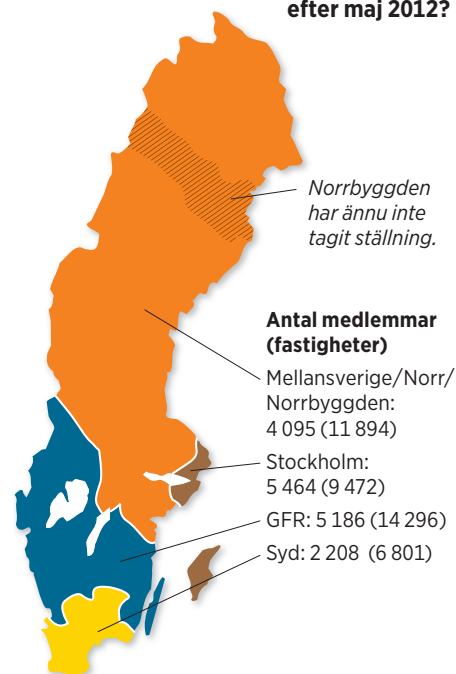 efter maj 2012?
Norrbyggden
har ännu inte
tagit ställning.
Antal medlemmar
(fastigheter)
Mellansverige/Norr/
Norrbyggden:
4 095 (11 894)
Stockholm:
5 464 (9 472)
GFR: 5 186 (14 296)
Syd: 2 208 (6 801)